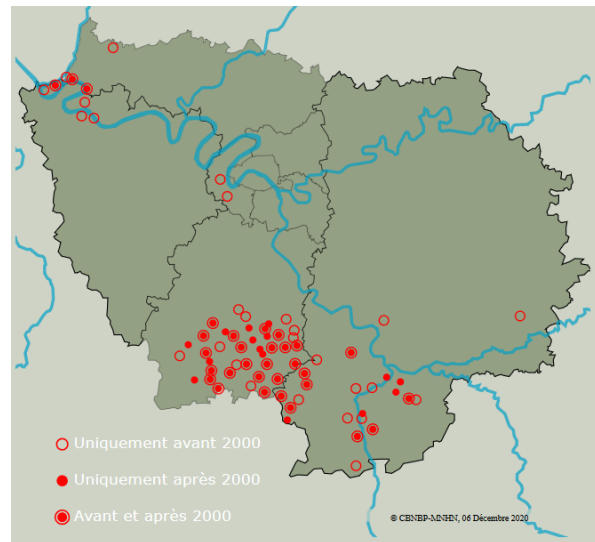 Uniquement avant 2000
Uniquement après 2000
Avant et après 2000
© CBNBP-MNHN, 06 Décembre 2020